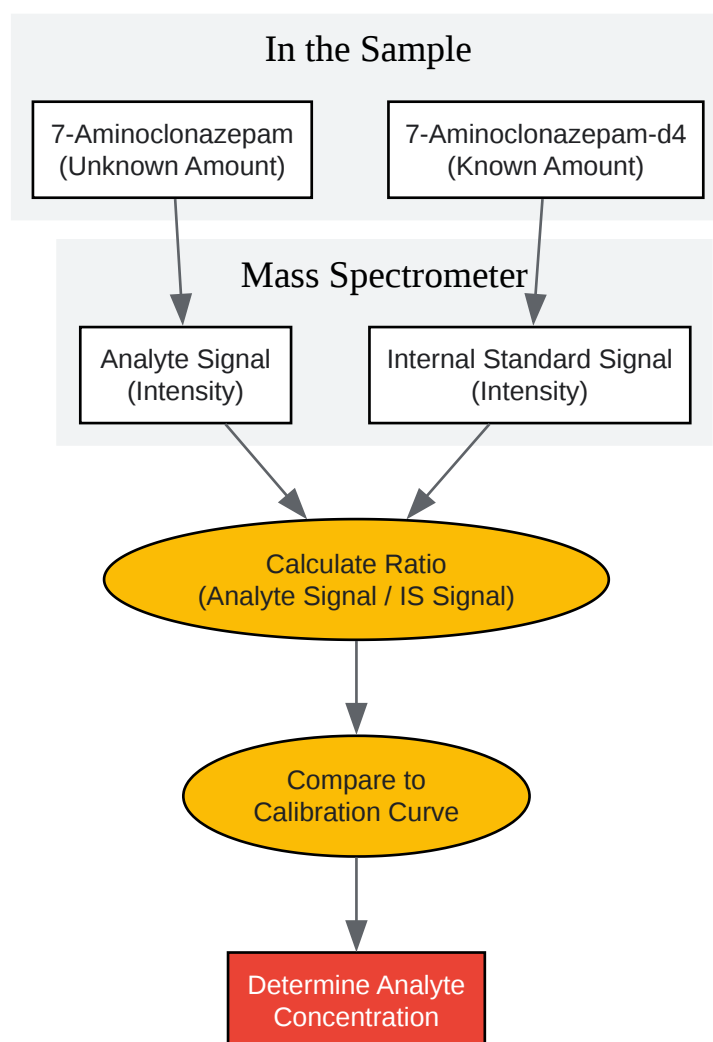 In the Sample
7-Aminoclonazepam
(Unknown Amount)
7-Aminoclonazepam-d4
(Known Amount)
Mass Spectrometer
Analyte Signal
(Intensity)
Internal Standard Signal
(Intensity)
Calculate Ratio
(Analyte Signal / IS Signal)
Compare to
Calibration Curve
Determine Analyte
Concentration